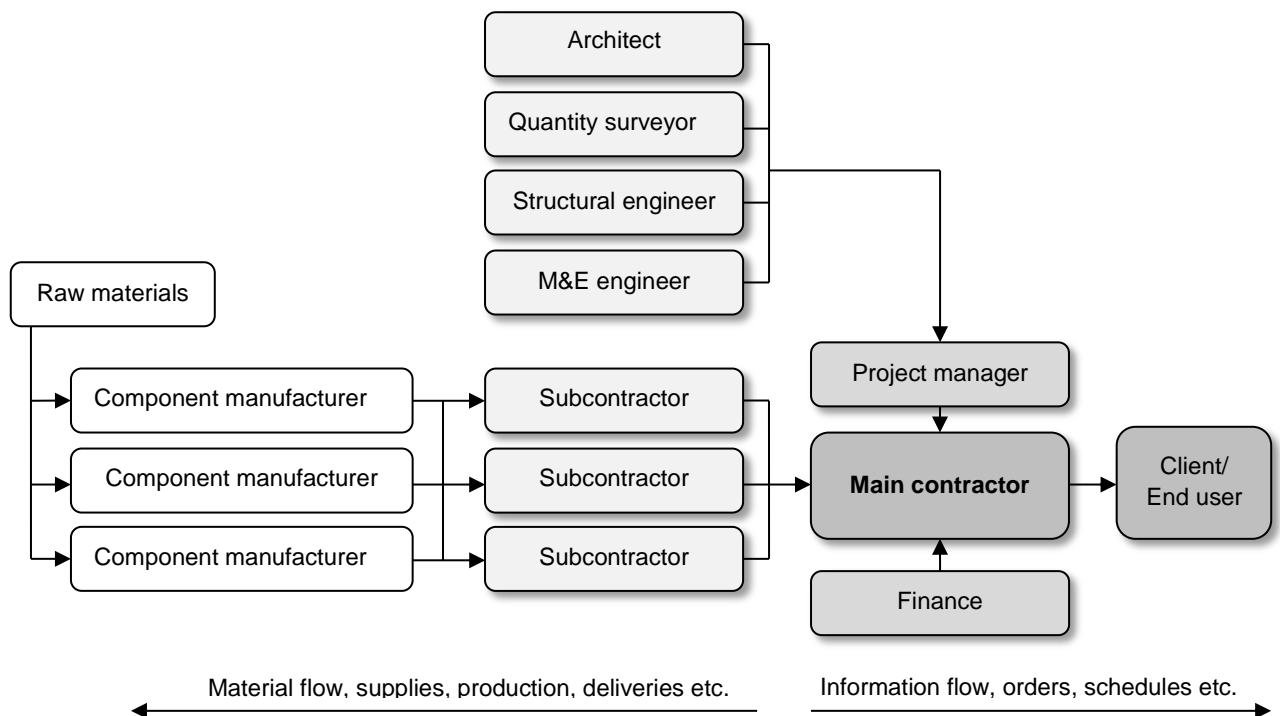 Architect
Quantity surveyor
Structural engineer
M&E engineer
Raw materials
Project manager
Component manufacturer
Subcontractor
Component manufacturer
Subcontractor
Main contractor
Client/
End user
Component manufacturer
Subcontractor
Finance
Material flow, supplies, production, deliveries etc.
Information flow, orders, schedules etc.